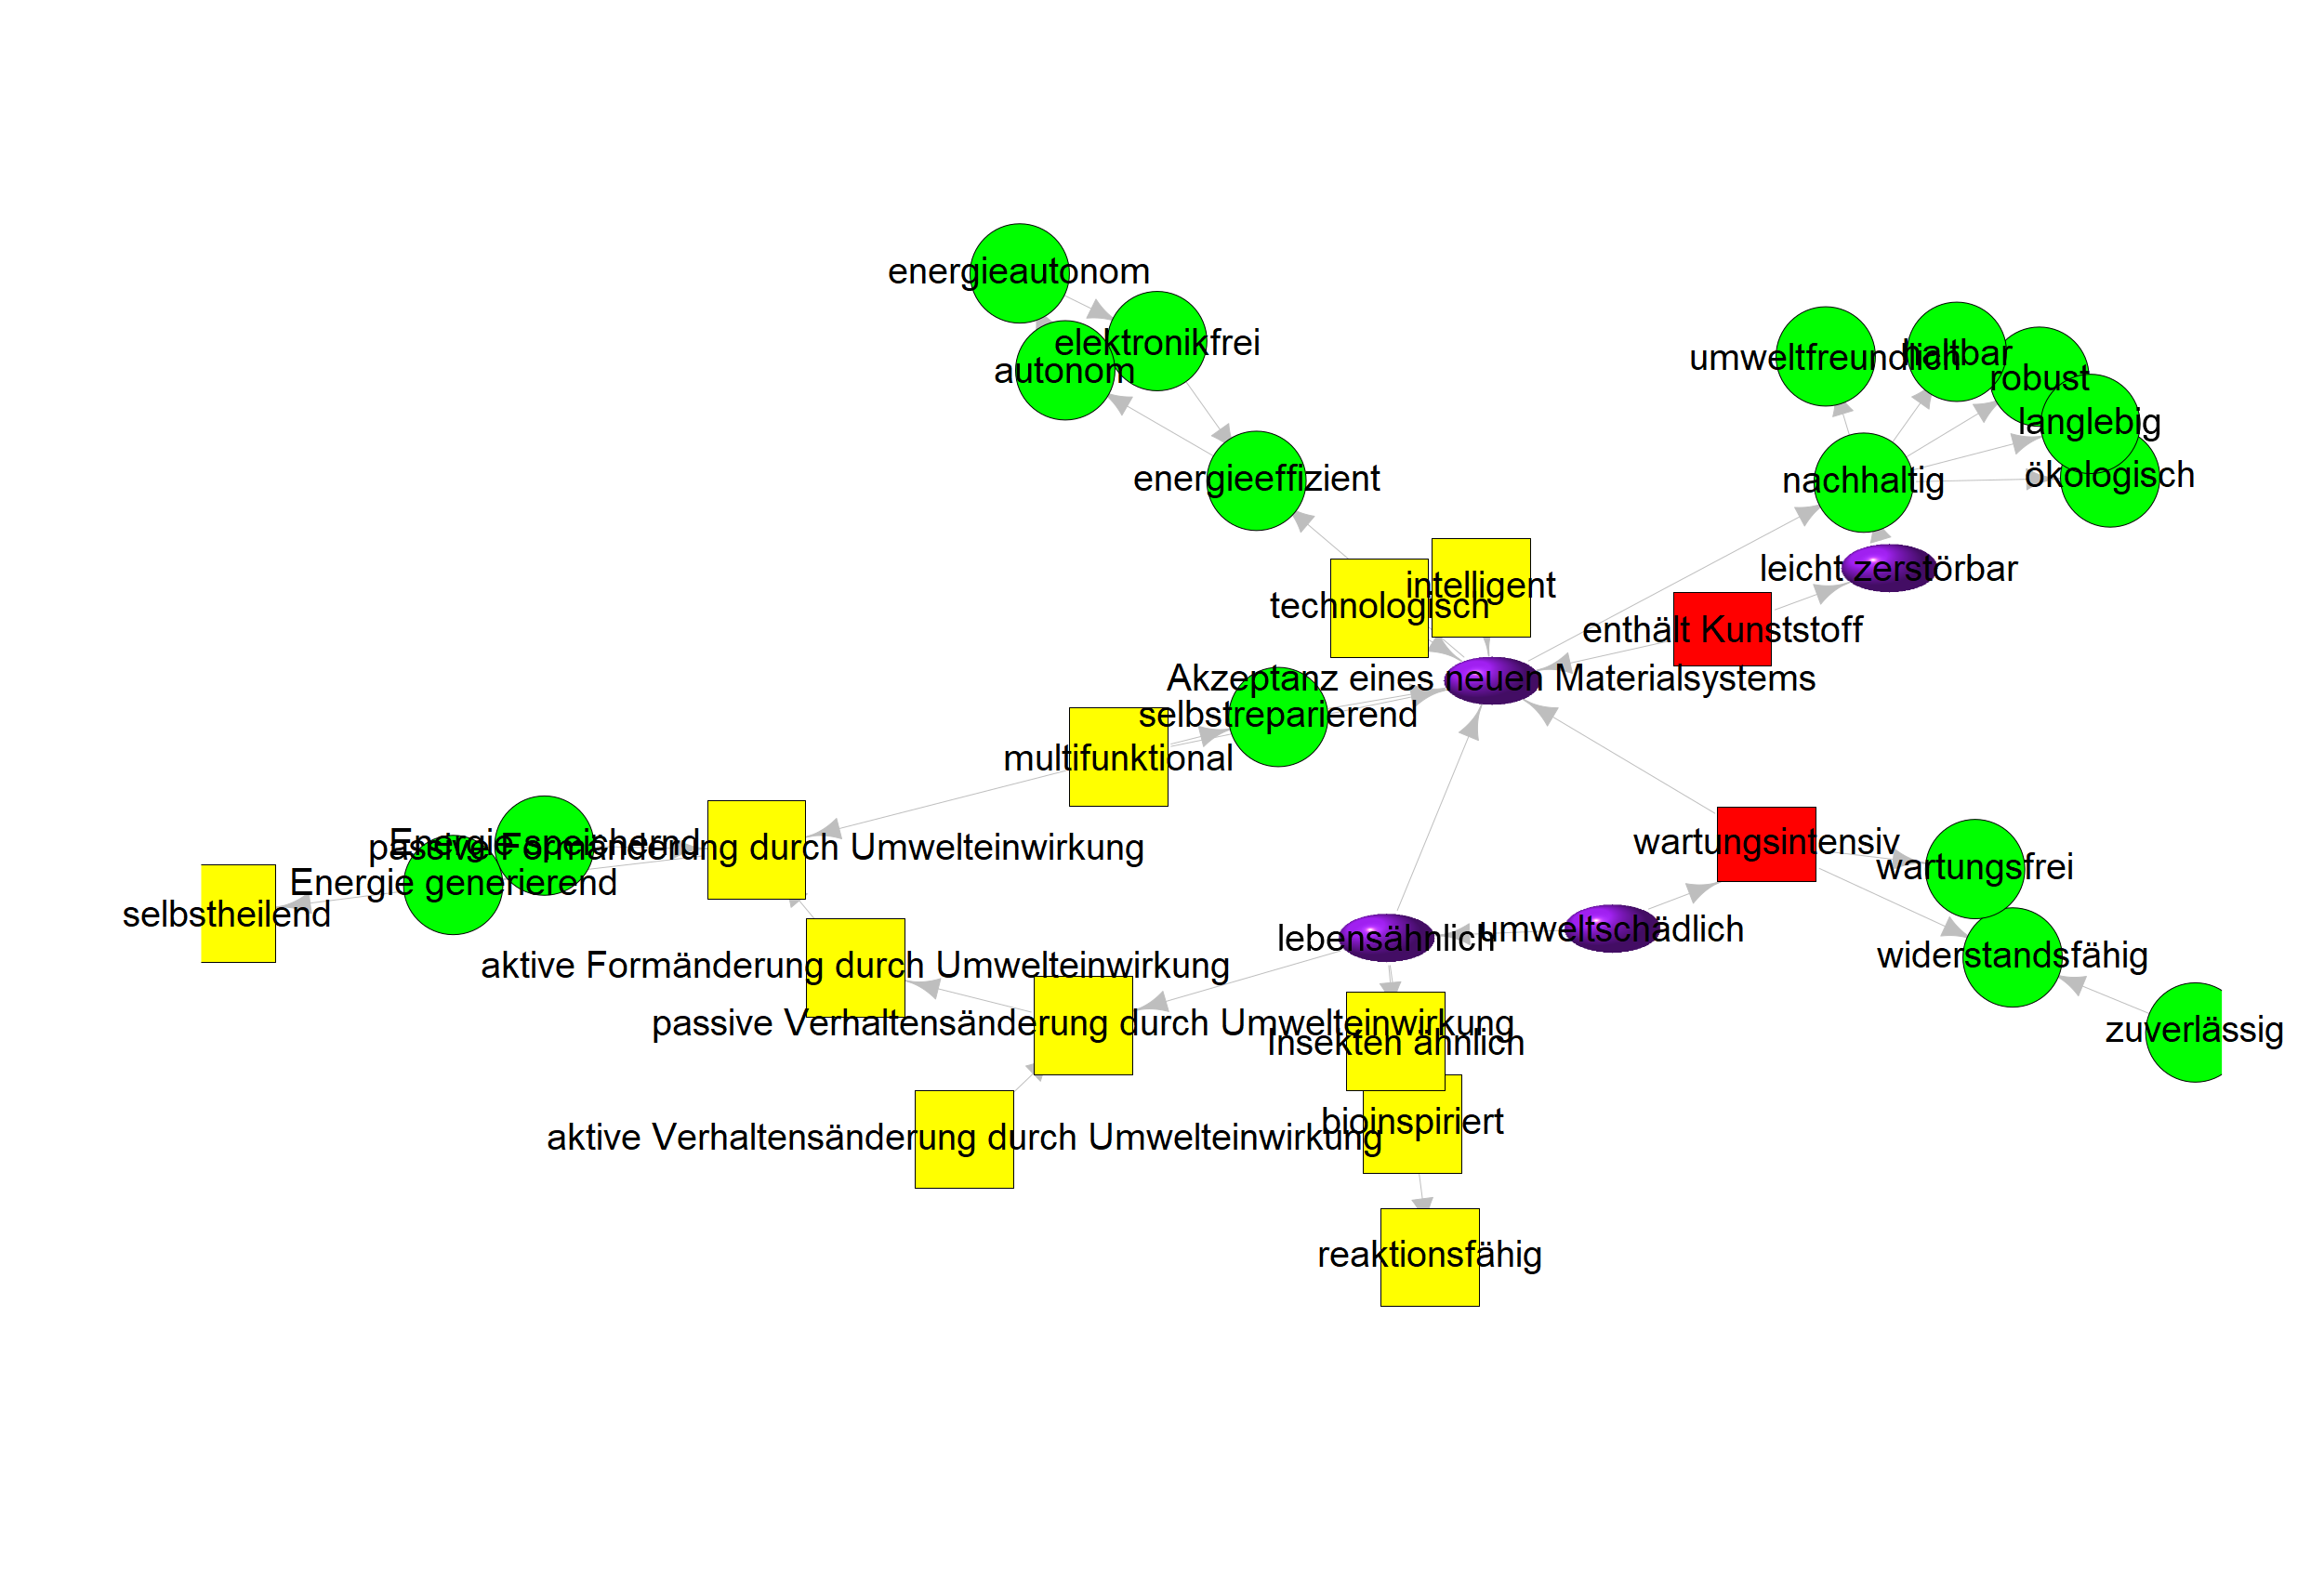 energieautonom
elektronikfrei
autonom
umweltfreundlich
haltbar
robust
langlebig
energieeffizient
nachhaltig
ökologisch
leicht zerstörbar
intelligent
technologisch
enthält Kunststoff
Akzeptanz eines neuen Materialsystems
selbstreparierend
multifunktional
Energie speichernd
passive Formänderung durch Umwelteinwirkung
wartungsintensiv
wartungsfrei
Energie generierend
selbstheilend
umweltschädlich
lebensähnlich
widerstandsfähig
aktive Formänderung durch Umwelteinwirkung
passive Verhaltensänderung durch Umwelteinwirkung
zuverlässig
Insekten ähnlich
bioinspiriert
aktive Verhaltensänderung durch Umwelteinwirkung
reaktionsfähig